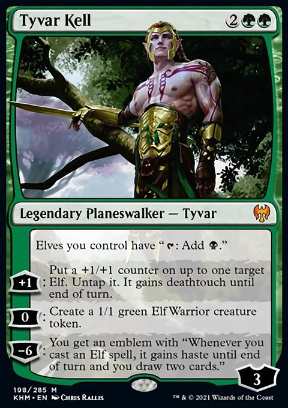 Tyvar Kell 2
Legendary Planeswalker — Tyvar
Elves you control have “: Add .”
Put a +1/+1 counter on up to one target
+1: Elf. Untap it. It gains deathtouch until
end of turn.
0: Create a 1/1 green Elf Warrior creature
token.
You get an emblem with “Whenever you
−6: cast an Elf spell, it gains haste until end of
turn and you draw two cards.”
3
198/285 M
KHM • EN Chris Rallis
™ & © 2021 Wizards of the Coast